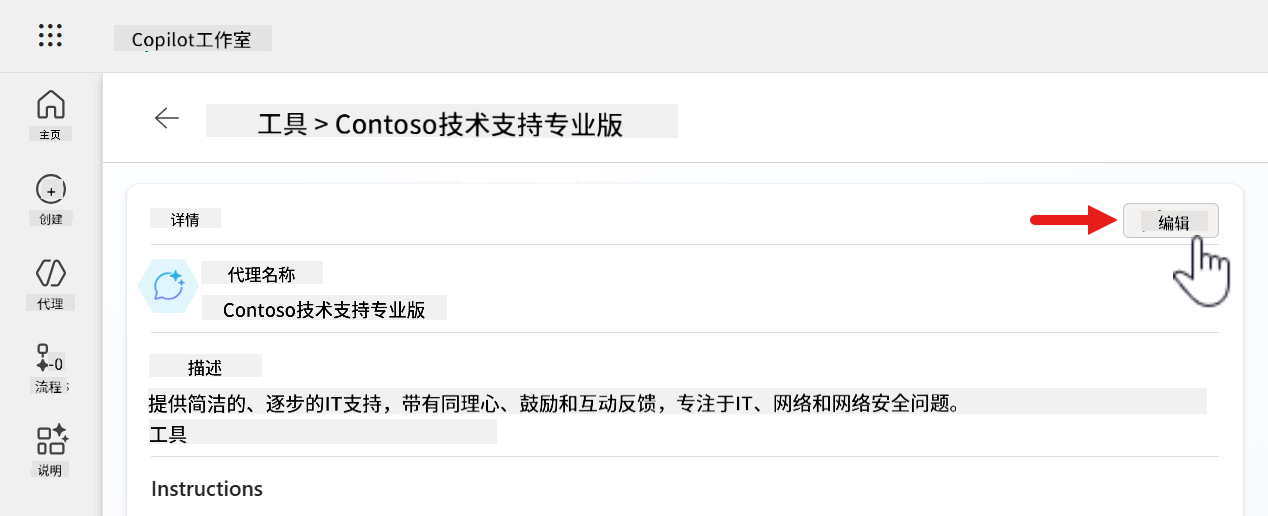 Copilot工作室
主页
创建
代理
流程
说明
工具 > Contoso技术支持专业版
详情
编辑
代理名称
Contoso技术支持专业版
描述
提供简洁的、逐步的IT支持，带有同理心、鼓励和互动反馈，专注于IT、网络和网络安全问题。
工具
Instructions